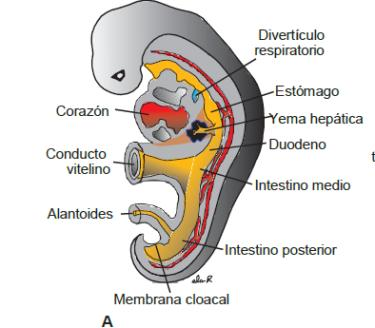 Divertículo
respiratorio
Estómago
Corazón
Yema hepática
Duodeno
Conducto
vitelino
Intestino medio
Alantoides
Intestino posterior
Membrana cloacal
A
t